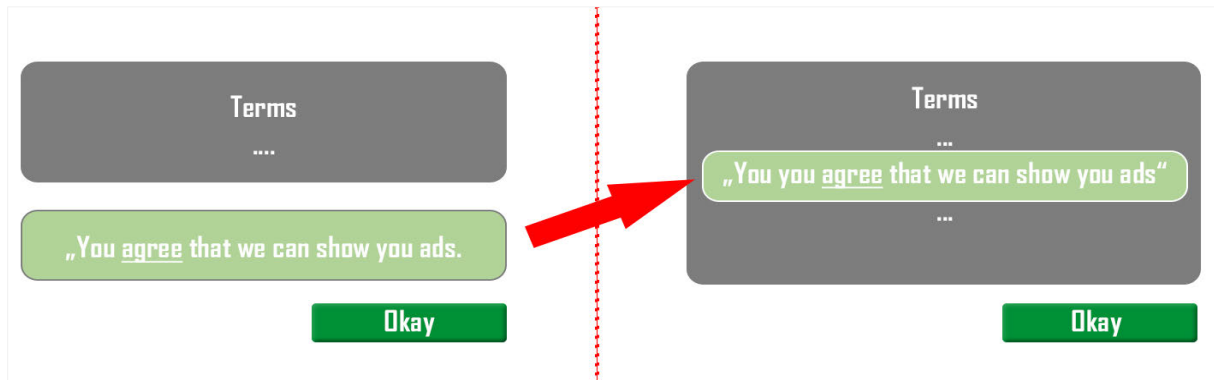 Terms
....
„You agree that we can show you ads.
Okay
Terms
...
„You you agree that we can show you ads“
...
Okay